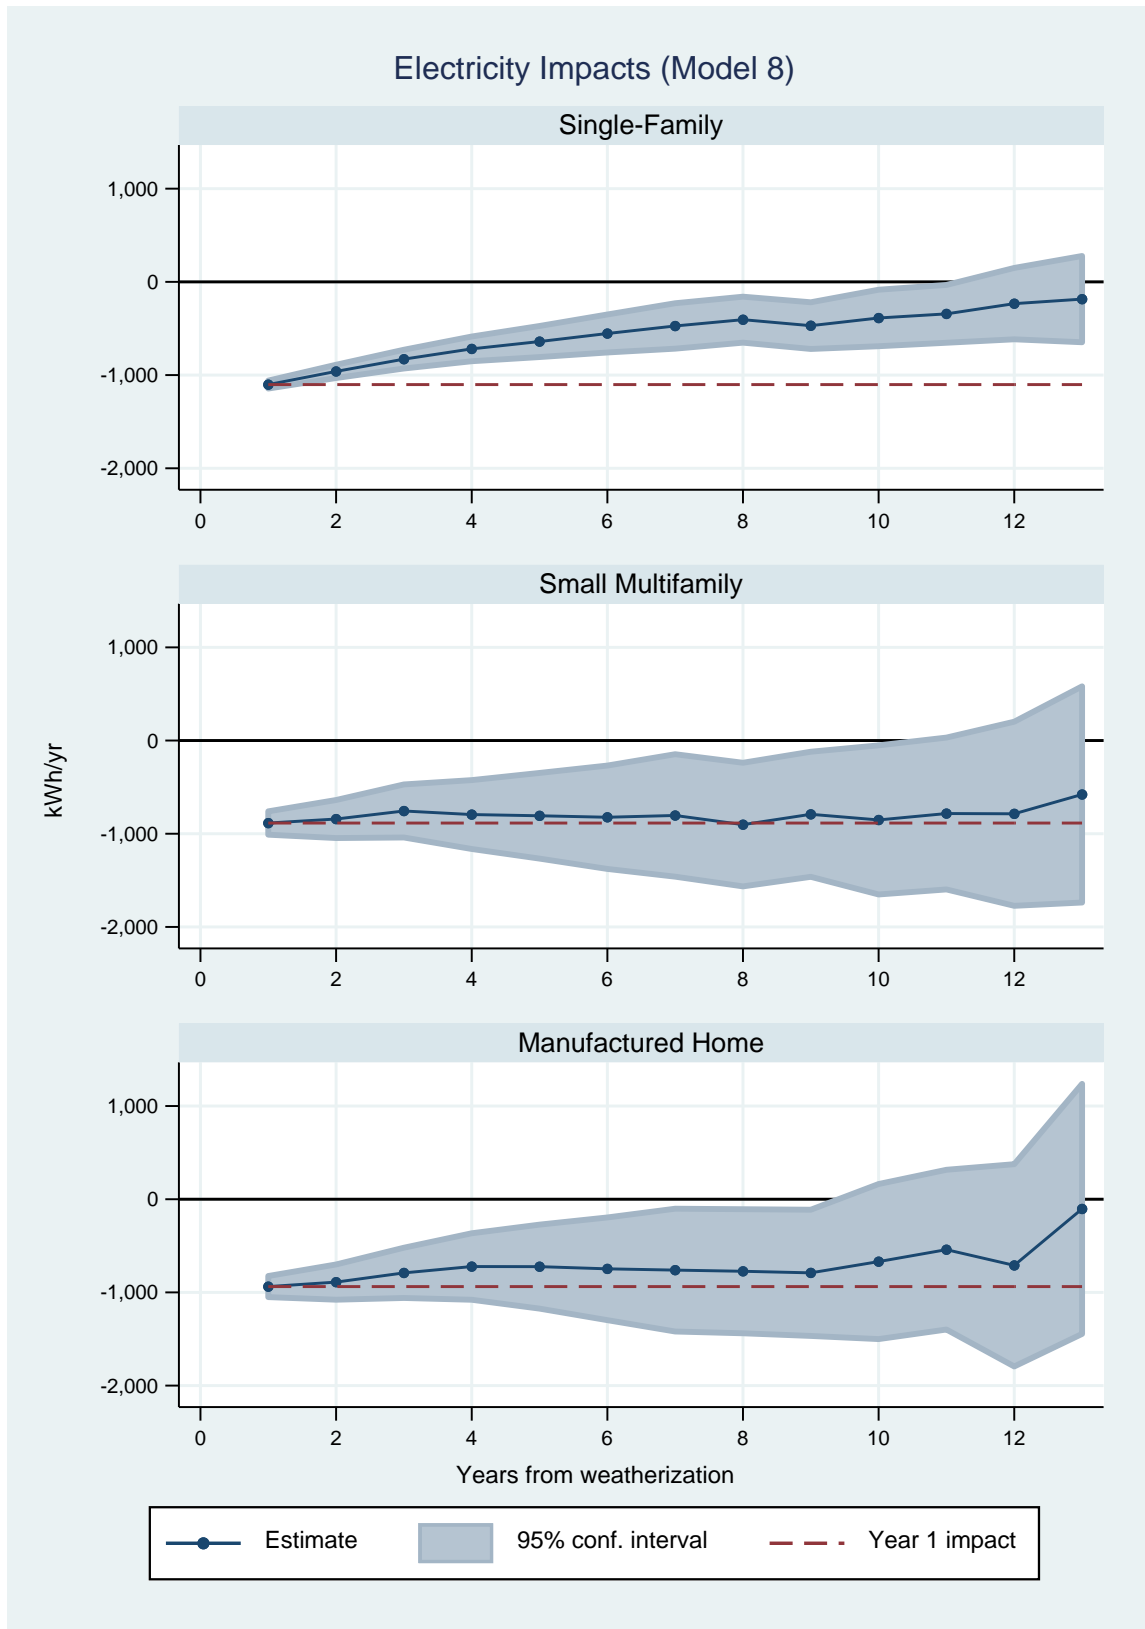 Electricity Impacts (Model 8)
Single-Family
1,000
0
-1,000
-2,000
0 2 4 6 8 10 12
Small Multifamily
1,000
0
-1,000
-2,000
0 2 4 6 8 10 12
kWh/yr
Manufactured Home
1,000
0
-1,000
-2,000
0 2 4 6 8 10 12
Years from weatherization
Estimate 95% conf. interval Year 1 impact